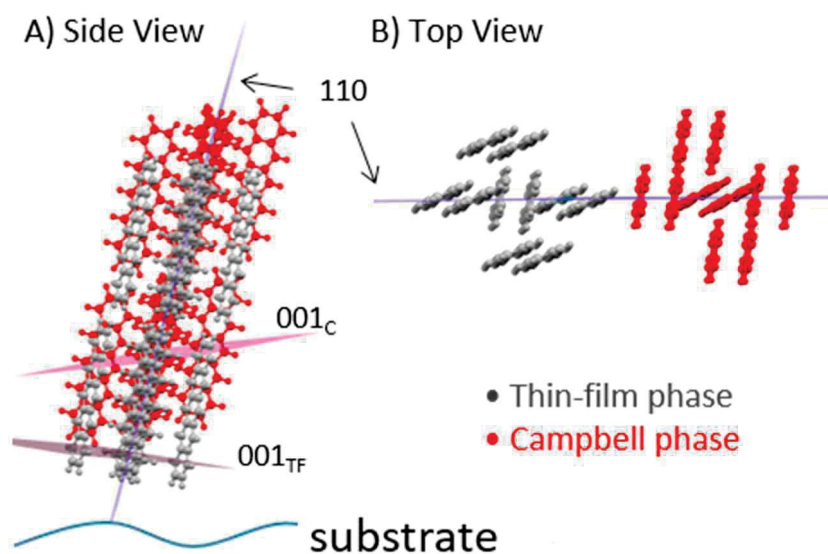 A) Side View
B) Top View
110
001C
001TF
• Thin-film phase
• Campbell phase
substrate